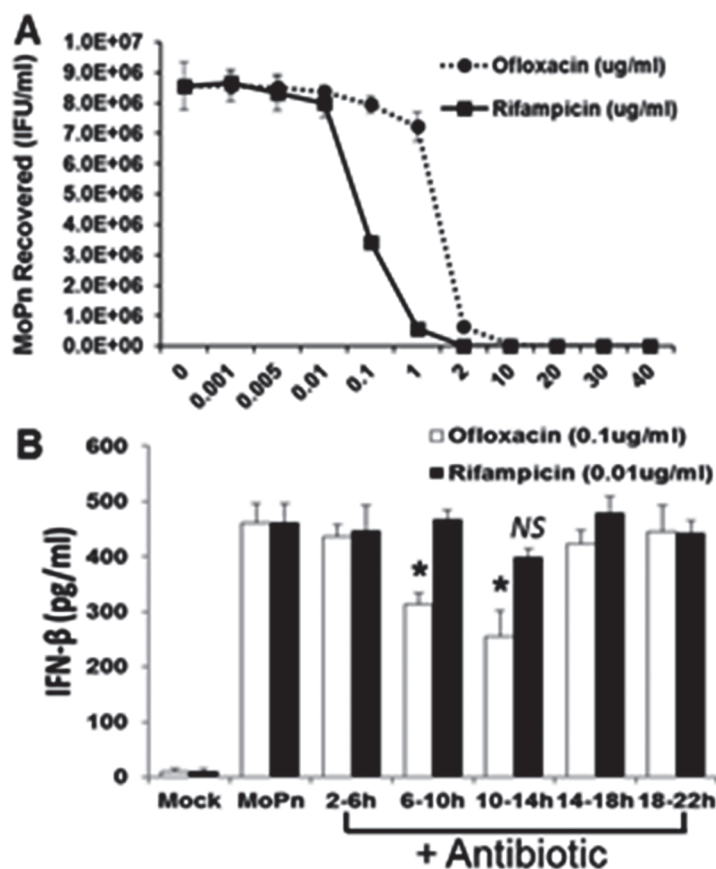 A
1.0E+07
9.0E+06
8.0E+06
7.0E+06
6.0E+06
5.0E+06
4.0E+06
3.0E+06
2.0E+06
1.0E+06
0.0E+00
MoPn Recovered (IFU/ml)
Ofloxacin (ug/ml)
Rifampicin (ug/ml)
0 0.001 0.005 0.01 0.1 1 2 10 20 30 40
B
Ofloxacin (0.1ug/ml)
Rifampicin (0.01ug/ml)
600
500
400
300
200
100
0
IFN-β (pg/ml)
* * NS
Mock MoPn 2-6h 6-10h 10-14h 14-18h 18-22h
+ Antibiotic